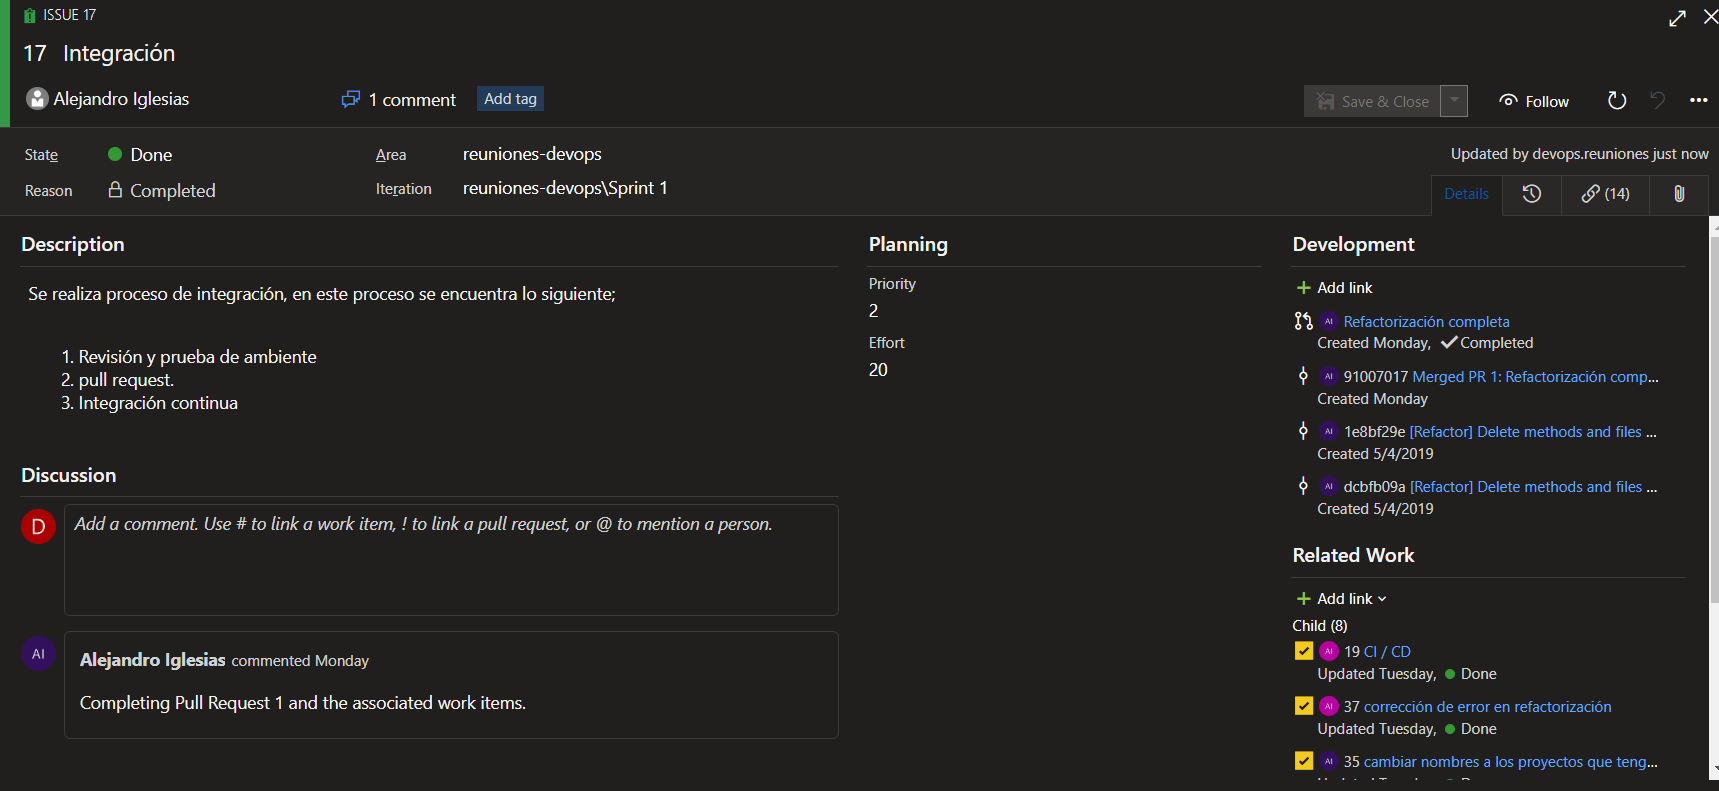 ISSUE 17
17 Integración
Alejandro Iglesias
1 comment
Add tag
Save & Close
Follow
State
Done
Area
reuniones-devops
Updated by devops.reuniones just now
Reason
Completed
Iteration
reuniones-devops\Sprint 1
Details
(14)
Description
Se realiza proceso de integración, en este proceso se encuentra lo siguiente;
1. Revisión y prueba de ambiente
2. pull request.
3. Integración continua
Discussion
D
Add a comment. Use # to link a work item, ! to link a pull request, or @ to mention a person.
AI
Alejandro Iglesias commented Monday
Completing Pull Request 1 and the associated work items.
Planning
Priority
2
Effort
20
Development
Add link
AI Refactorización completa
Created Monday, Completed
AI 91007017 Merged PR 1: Refactorización comp...
Created Monday
AI 1e8bf29e [Refactor] Delete methods and files ...
Created 5/4/2019
AI dcbfb09a [Refactor] Delete methods and files ...
Created 5/4/2019
Related Work
Add link
Child (8)
AI 19 CI / CD
Updated Tuesday, Done
AI 37 corrección de error en refactorización
Updated Tuesday, Done
AI 35 cambiar nombres a los proyectos que teng...